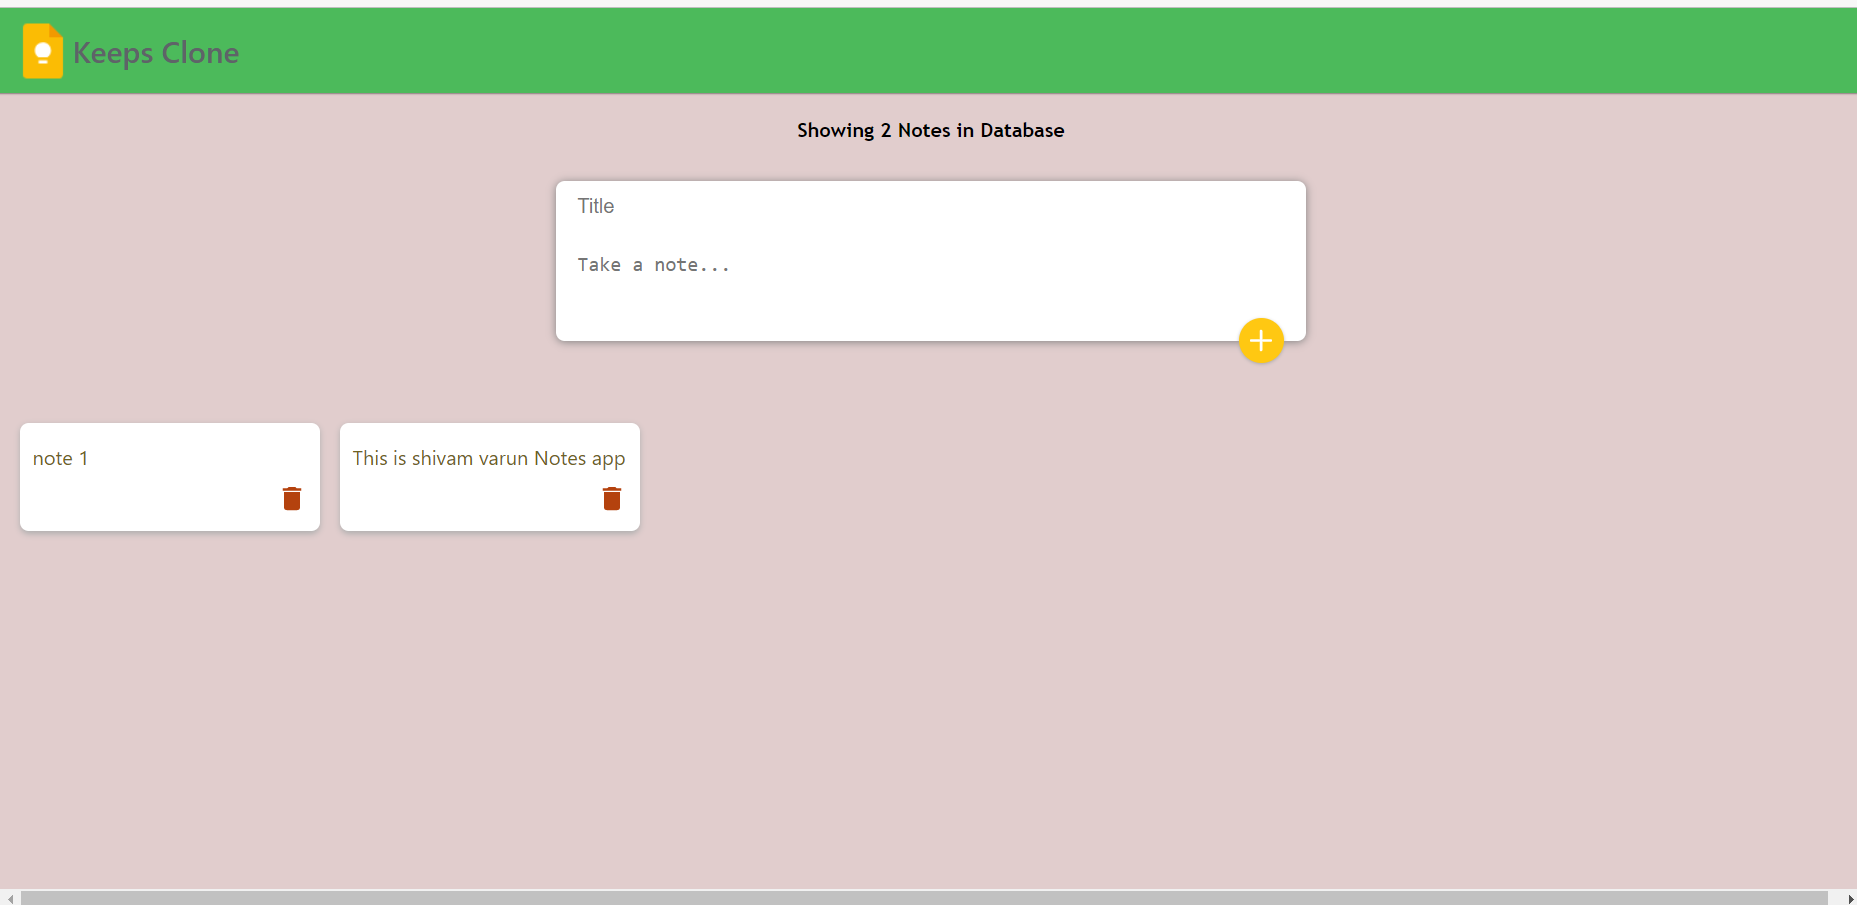 Keeps Clone
Showing 2 Notes in Database
Title
Take a note...
note 1
This is shivam varun Notes app